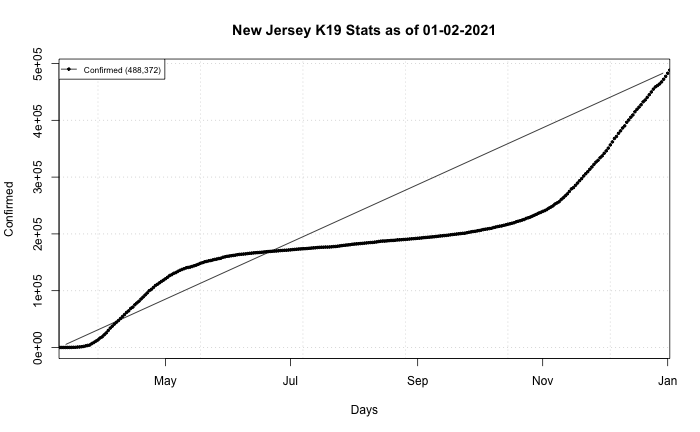 New Jersey K19 Stats as of 01-02-2021
Confirmed (488,372)
5e+05
4e+05
3e+05
2e+05
1e+05
0e+00
Confirmed
May Jul Sep Nov Jan
Days